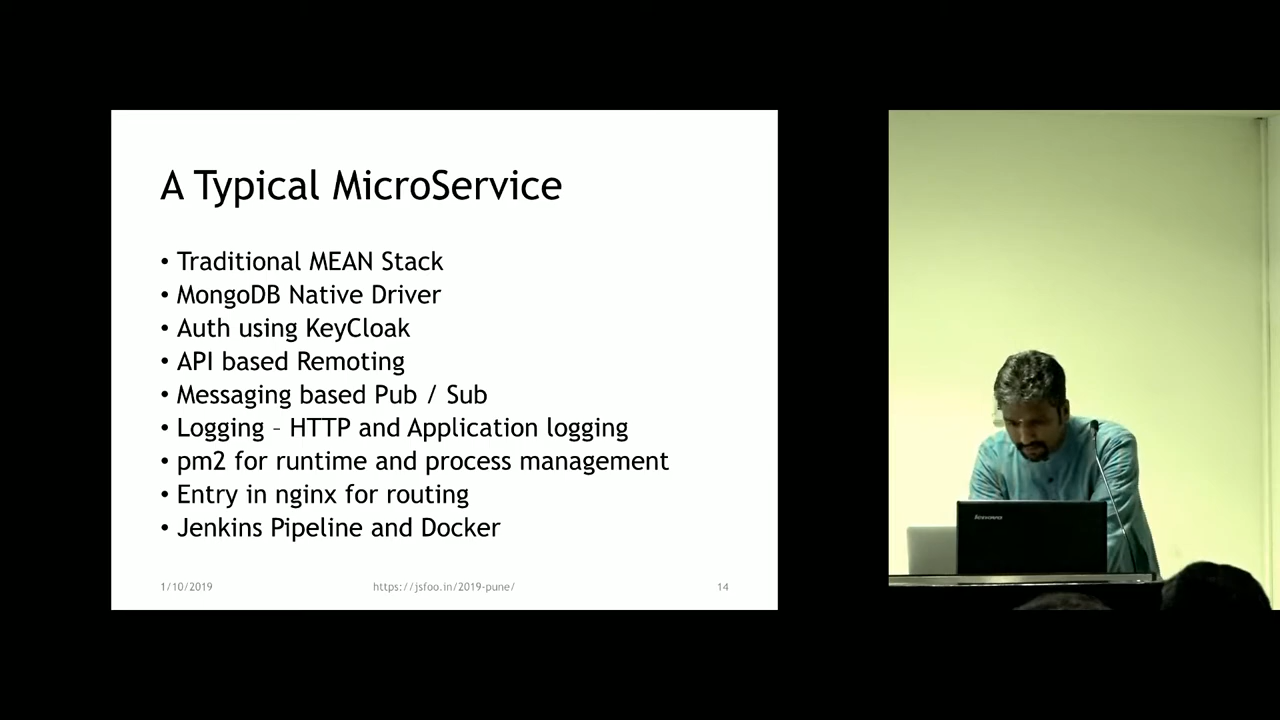 A Typical MicroService
• Traditional MEAN Stack
• MongoDB Native Driver
• Auth using KeyCloak
• API based Remoting
• Messaging based Pub / Sub
• Logging – HTTP and Application logging
• pm2 for runtime and process management
• Entry in nginx for routing
• Jenkins Pipeline and Docker
1/10/2019 https://jsfoo.in/2019-pune/ 14
lenovo